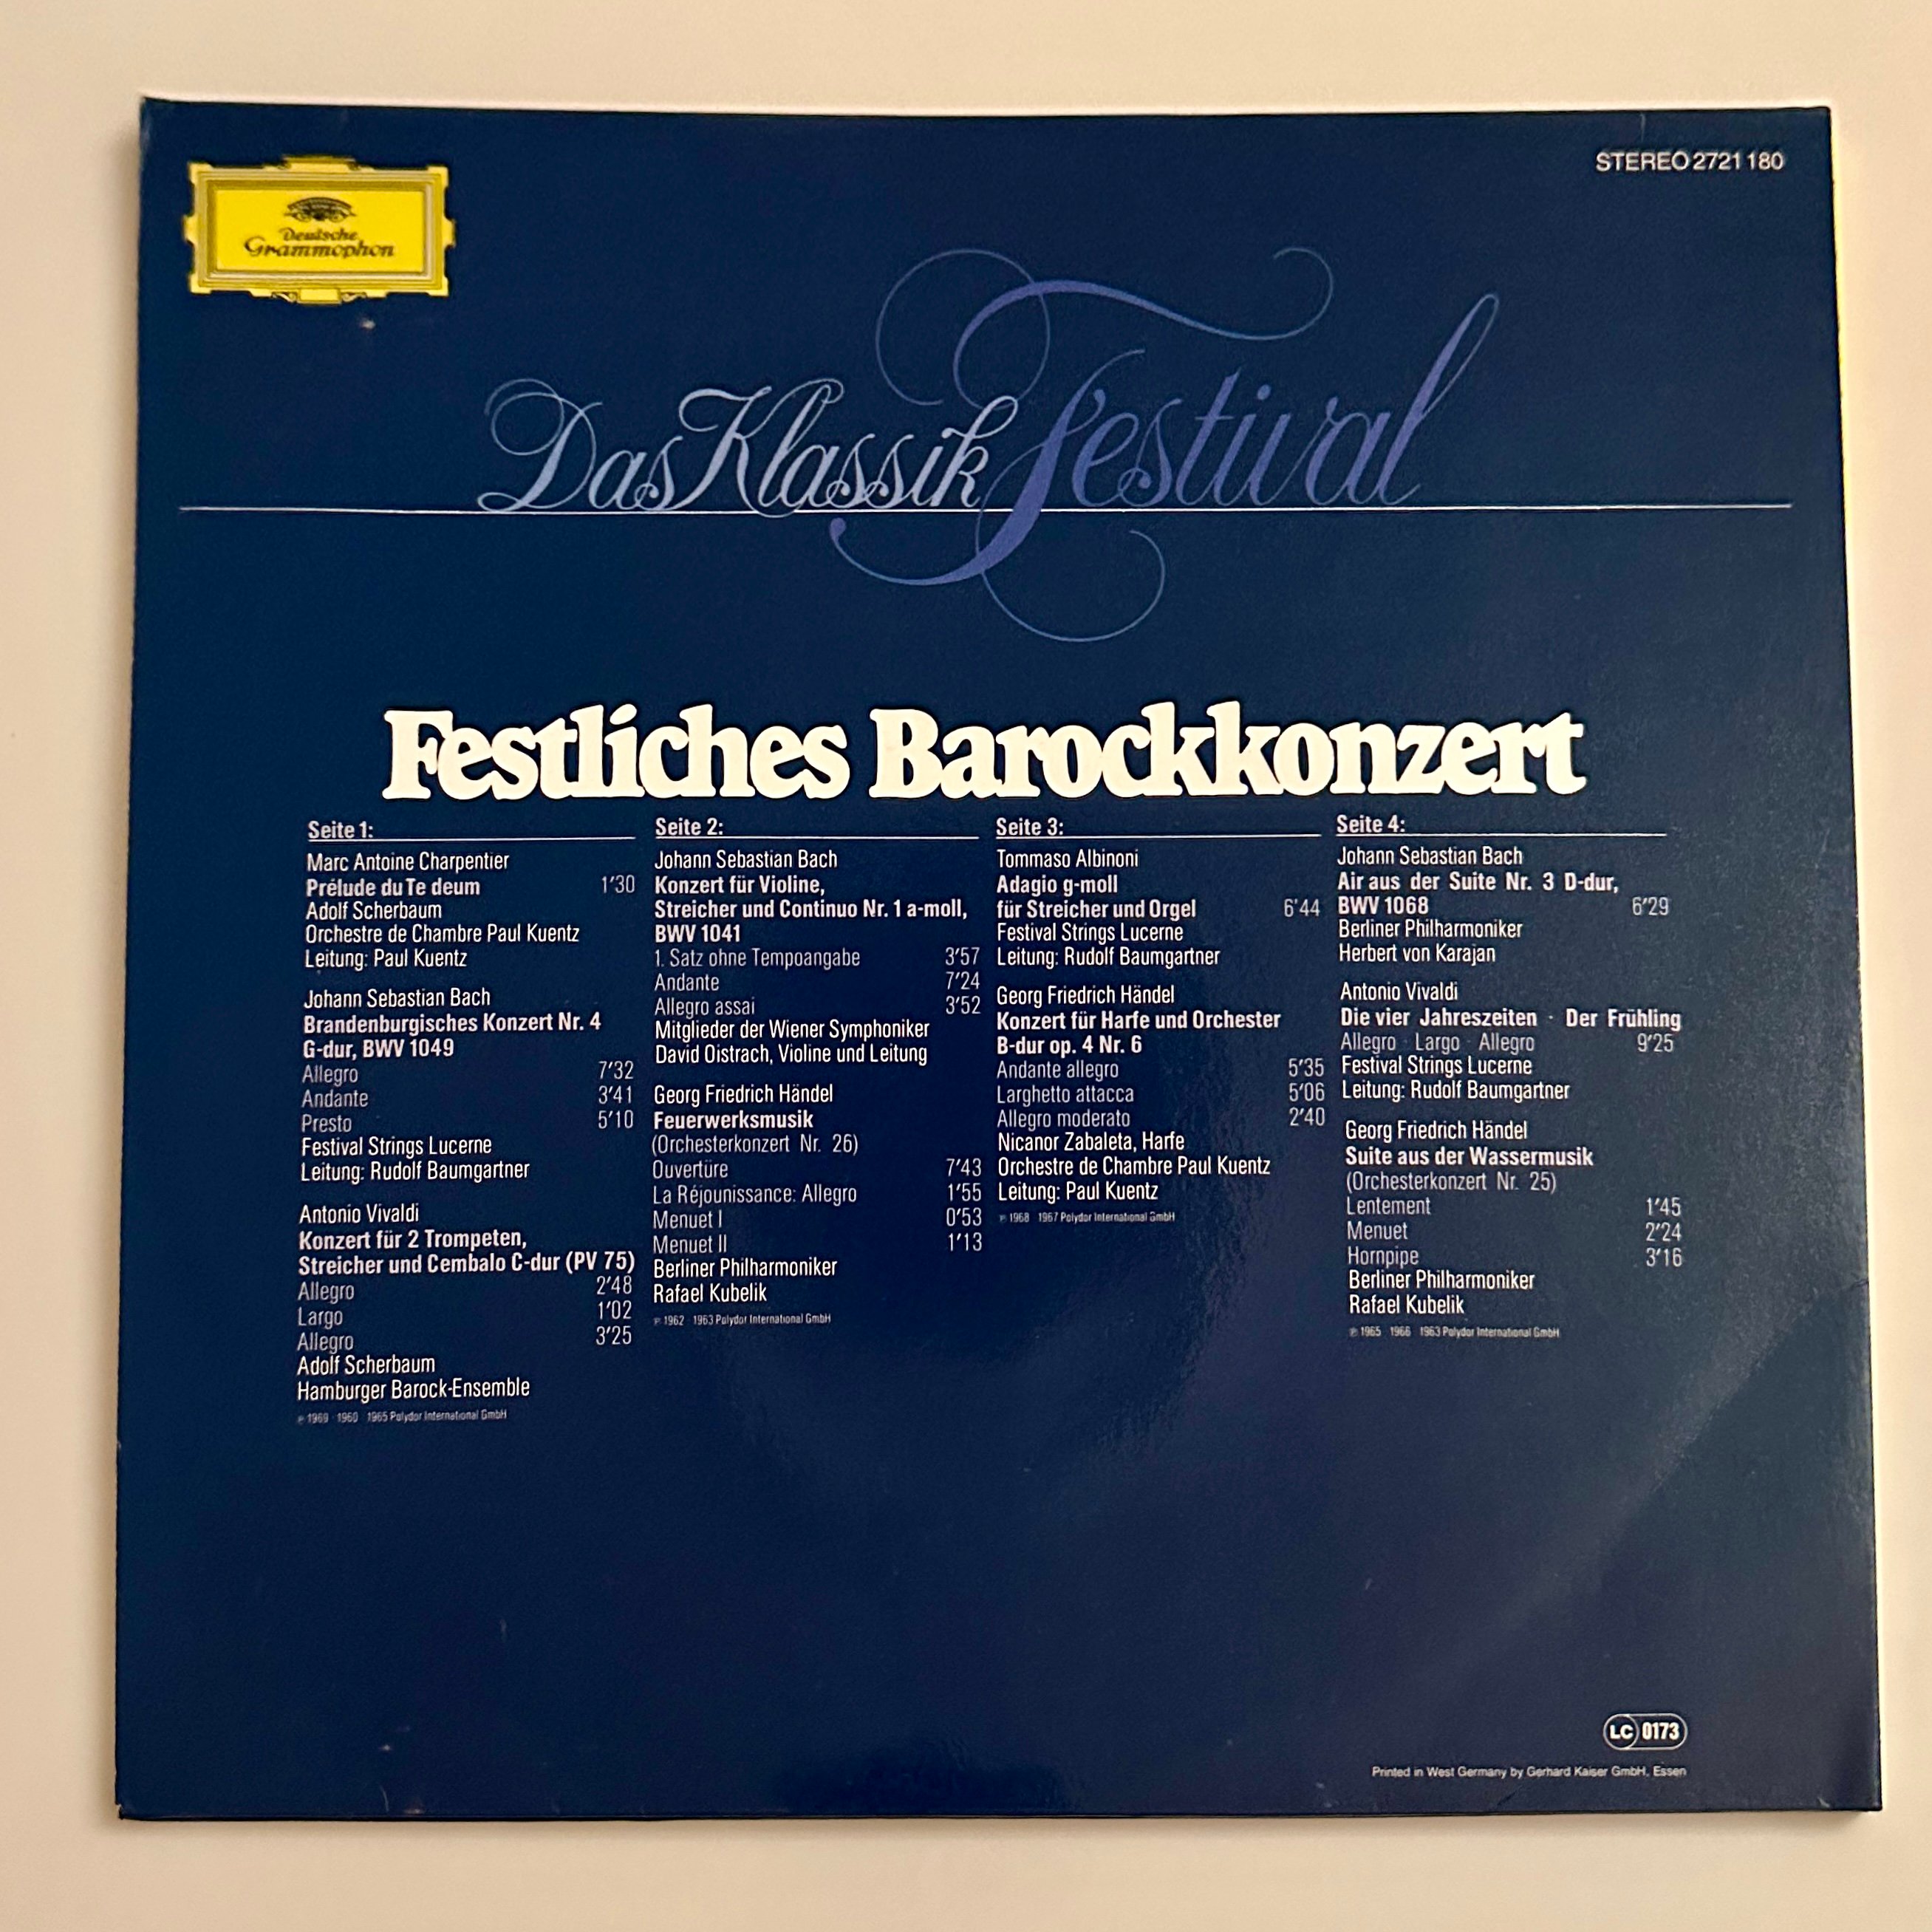 Deutsche
Grammophon
STEREO 2721 180
Das Klassik Festival
Festliches Barockkonzert
Seite 1:
Marc Antoine Charpentier
Prélude du Te deum 1'30
Adolf Scherbaum
Orchestre de Chambre Paul Kuentz
Leitung: Paul Kuentz
Johann Sebastian Bach
Brandenburgisches Konzert Nr. 4
G-dur, BWV 1049
Allegro 7'32
Andante 3'41
Presto 5'10
Festival Strings Lucerne
Leitung: Rudolf Baumgartner
Antonio Vivaldi
Konzert für 2 Trompeten,
Streicher und Cembalo C-dur (PV 75)
Allegro 2'48
Largo 1'02
Allegro 3'25
Adolf Scherbaum
Hamburger Barock-Ensemble
℗ 1969 · 1960 · 1965 Polydor International GmbH
Seite 2:
Johann Sebastian Bach
Konzert für Violine,
Streicher und Continuo Nr. 1 a-moll,
BWV 1041
1. Satz ohne Tempoangabe 3'57
Andante 7'24
Allegro assai 3'52
Mitglieder der Wiener Symphoniker
David Oistrach, Violine und Leitung
Georg Friedrich Händel
Feuerwerksmusik
(Orchesterkonzert Nr. 26)
Ouvertüre 7'43
La Réjounissance: Allegro 1'55
Menuet I 0'53
Menuet II 1'13
Berliner Philharmoniker
Rafael Kubelik
℗ 1962 · 1963 Polydor International GmbH
Seite 3:
Tommaso Albinoni
Adagio g-moll
für Streicher und Orgel 6'44
Festival Strings Lucerne
Leitung: Rudolf Baumgartner
Georg Friedrich Händel
Konzert für Harfe und Orchester
B-dur op. 4 Nr. 6
Andante allegro 5'35
Larghetto attacca 5'06
Allegro moderato 2'40
Nicanor Zabaleta, Harfe
Orchestre de Chambre Paul Kuentz
Leitung: Paul Kuentz
℗ 1968 · 1967 Polydor International GmbH
Seite 4:
Johann Sebastian Bach
Air aus der Suite Nr. 3 D-dur,
BWV 1068 6'29
Berliner Philharmoniker
Herbert von Karajan
Antonio Vivaldi
Die vier Jahreszeiten · Der Frühling
Allegro · Largo · Allegro 9'25
Festival Strings Lucerne
Leitung: Rudolf Baumgartner
Georg Friedrich Händel
Suite aus der Wassermusik
(Orchesterkonzert Nr. 25)
Lentement 1'45
Menuet 2'24
Hornpipe 3'16
Berliner Philharmoniker
Rafael Kubelik
℗ 1965 · 1966 · 1963 Polydor International GmbH
LC 0173
Printed in West Germany by Gerhard Kaiser GmbH, Essen